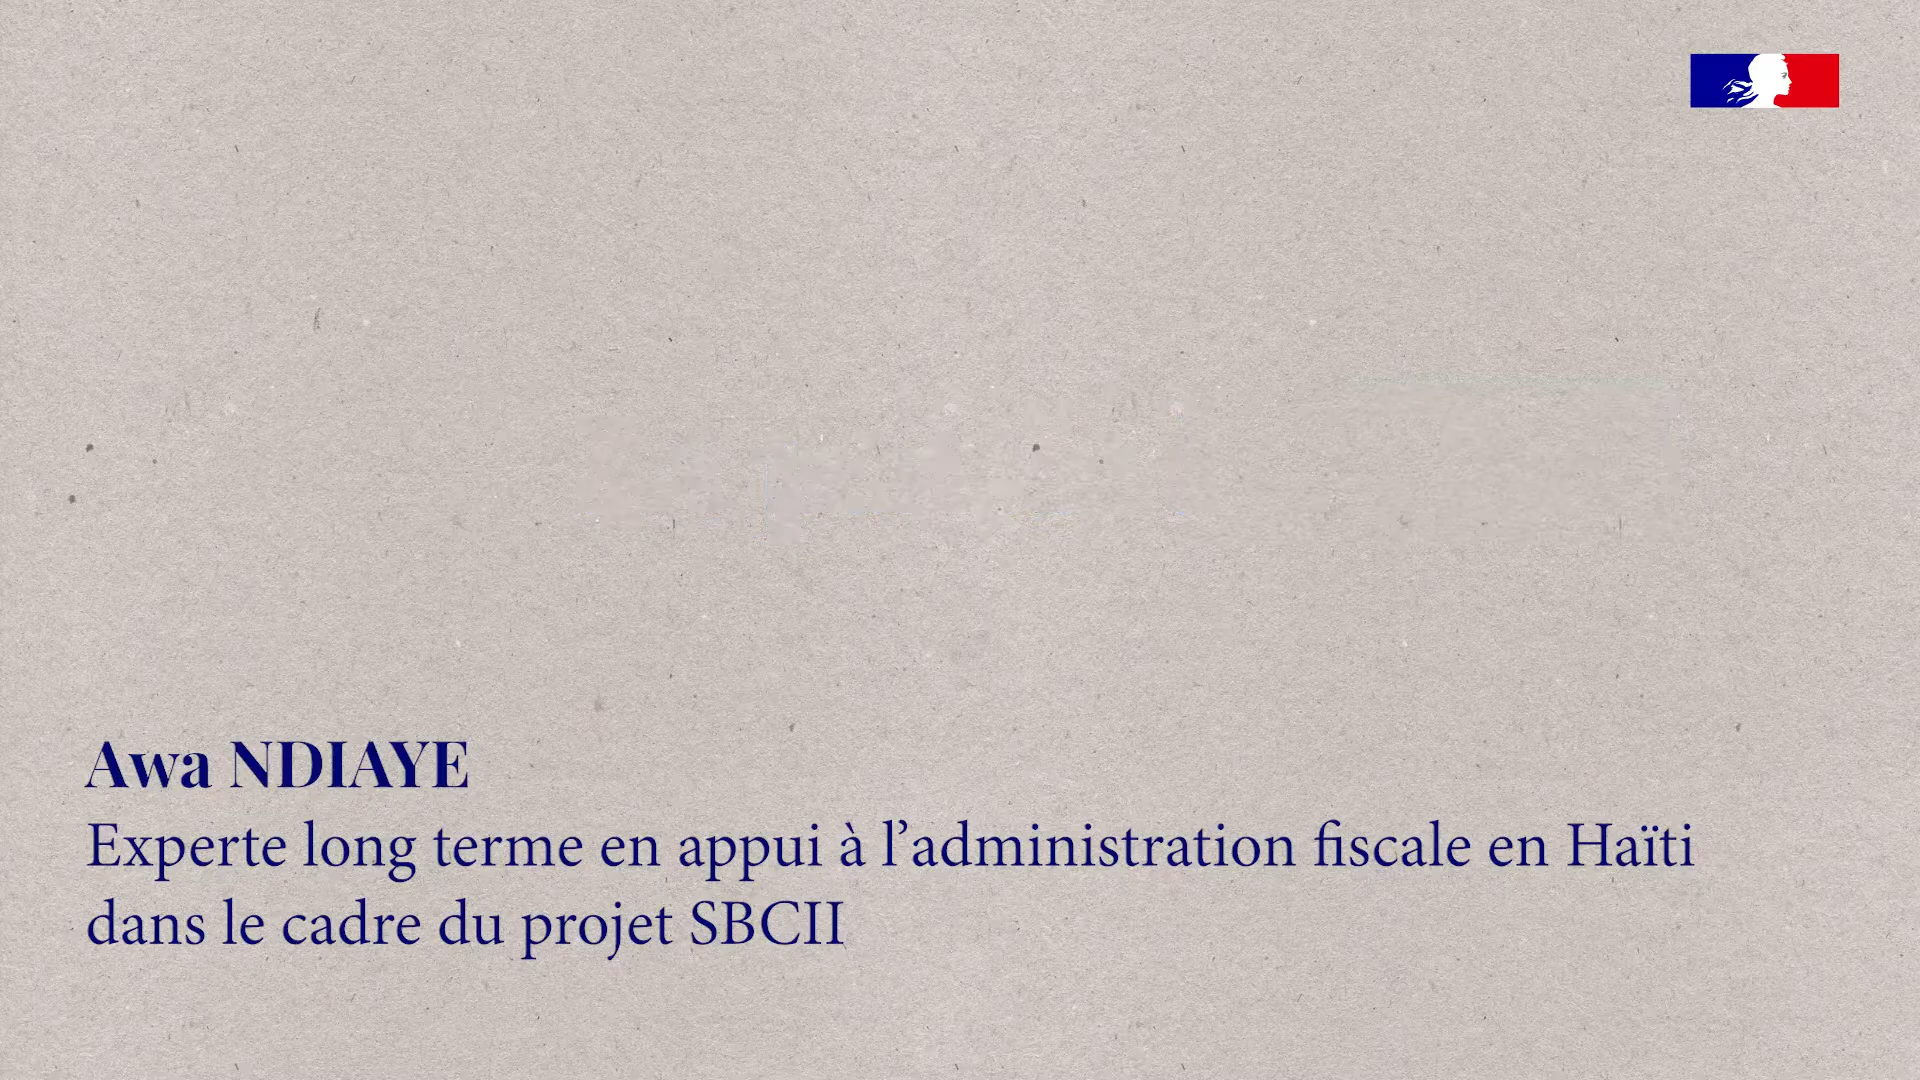 Awa NDIAYE
Experte long terme en appui à l’administration fiscale en Haïti
dans le cadre du projet SBCII